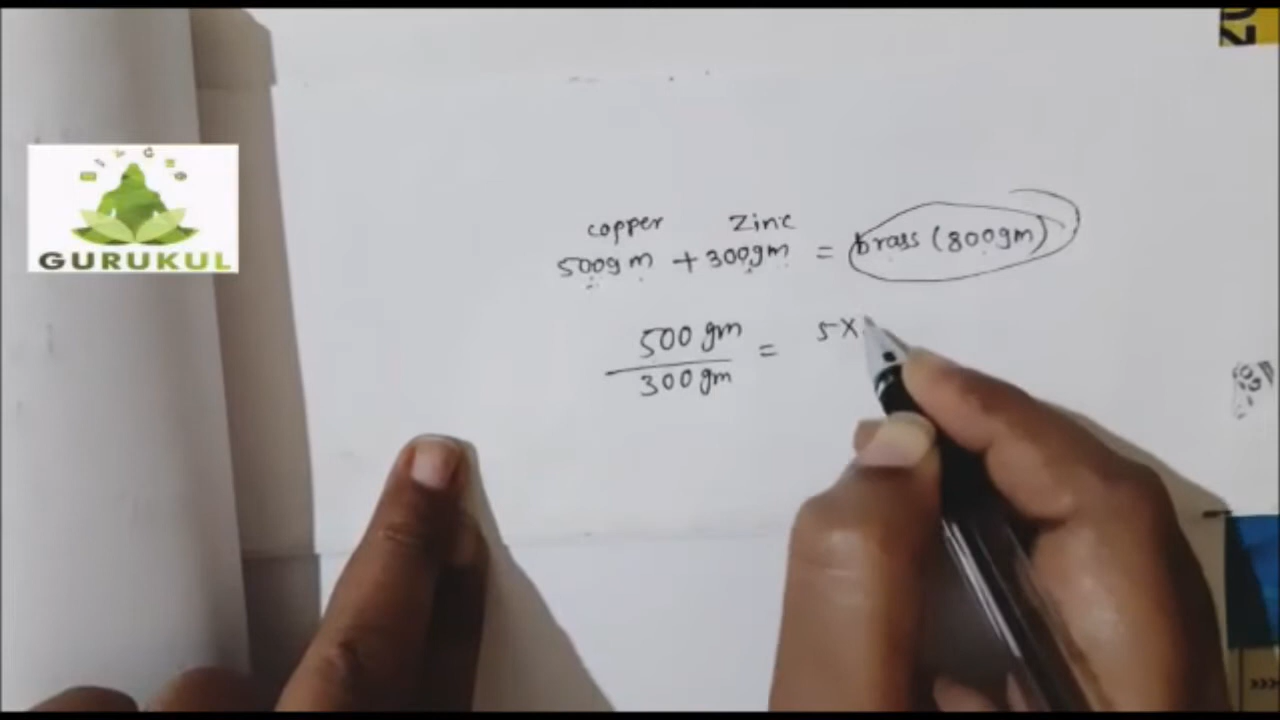 GURUKUL
copper Zinc
500gm + 300gm = brass (800gm)
500 gm = 5X
300 gm